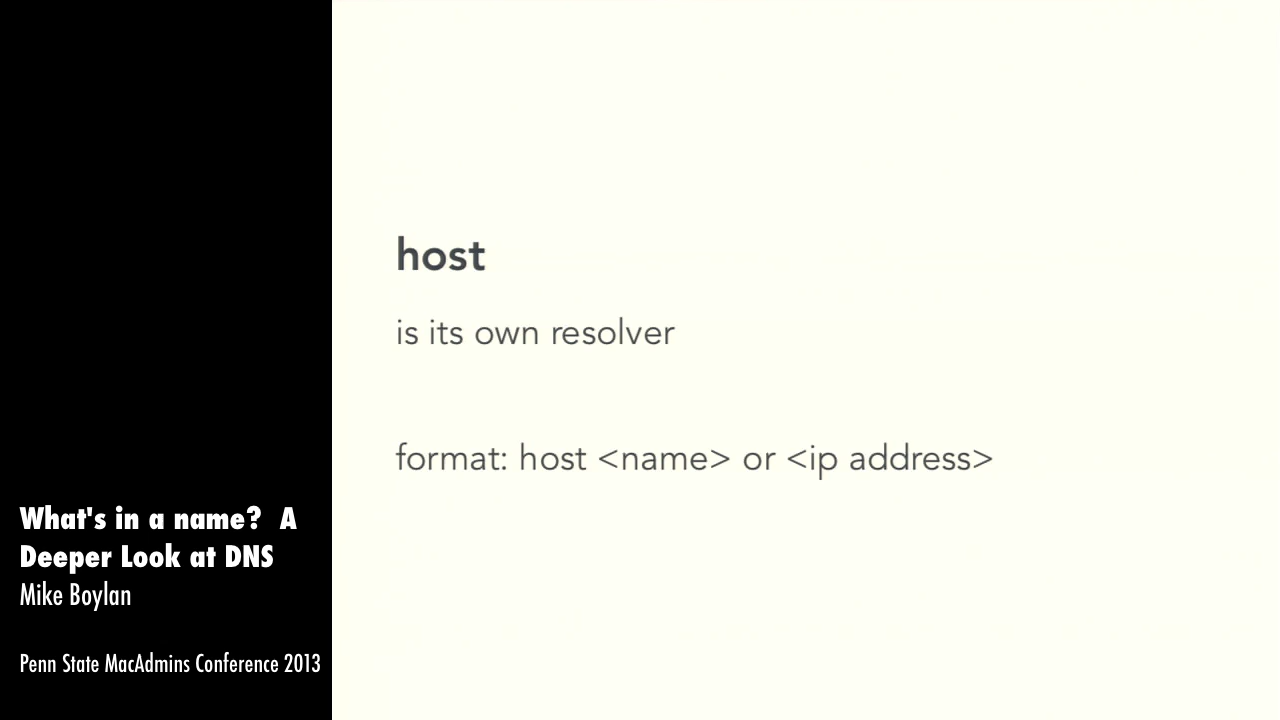 host
is its own resolver
format: host <name> or <ip address>
What's in a name?  A
Deeper Look at DNS
Mike Boylan
Penn State MacAdmins Conference 2013